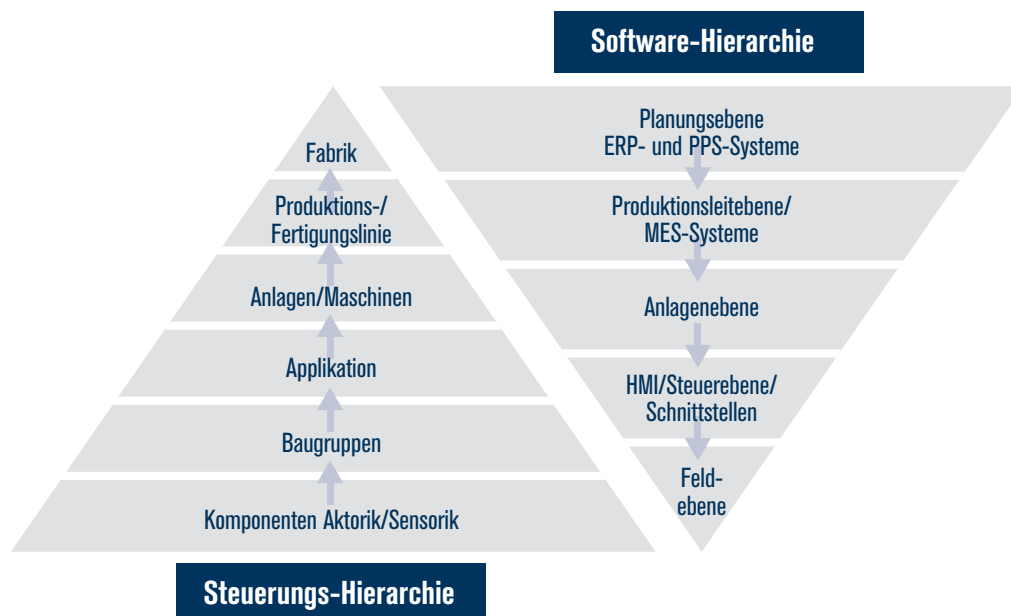 Software-Hierarchie
Planungsebene
ERP- und PPS-Systeme
Produktionsleitebene/
MES-Systeme
Anlagenebene
HMI/Steuerebene/
Schnittstellen
Feld-
ebene
Fabrik
Produktions-/
Fertigungslinie
Anlagen/Maschinen
Applikation
Baugruppen
Komponenten Aktorik/Sensorik
Steuerungs-Hierarchie